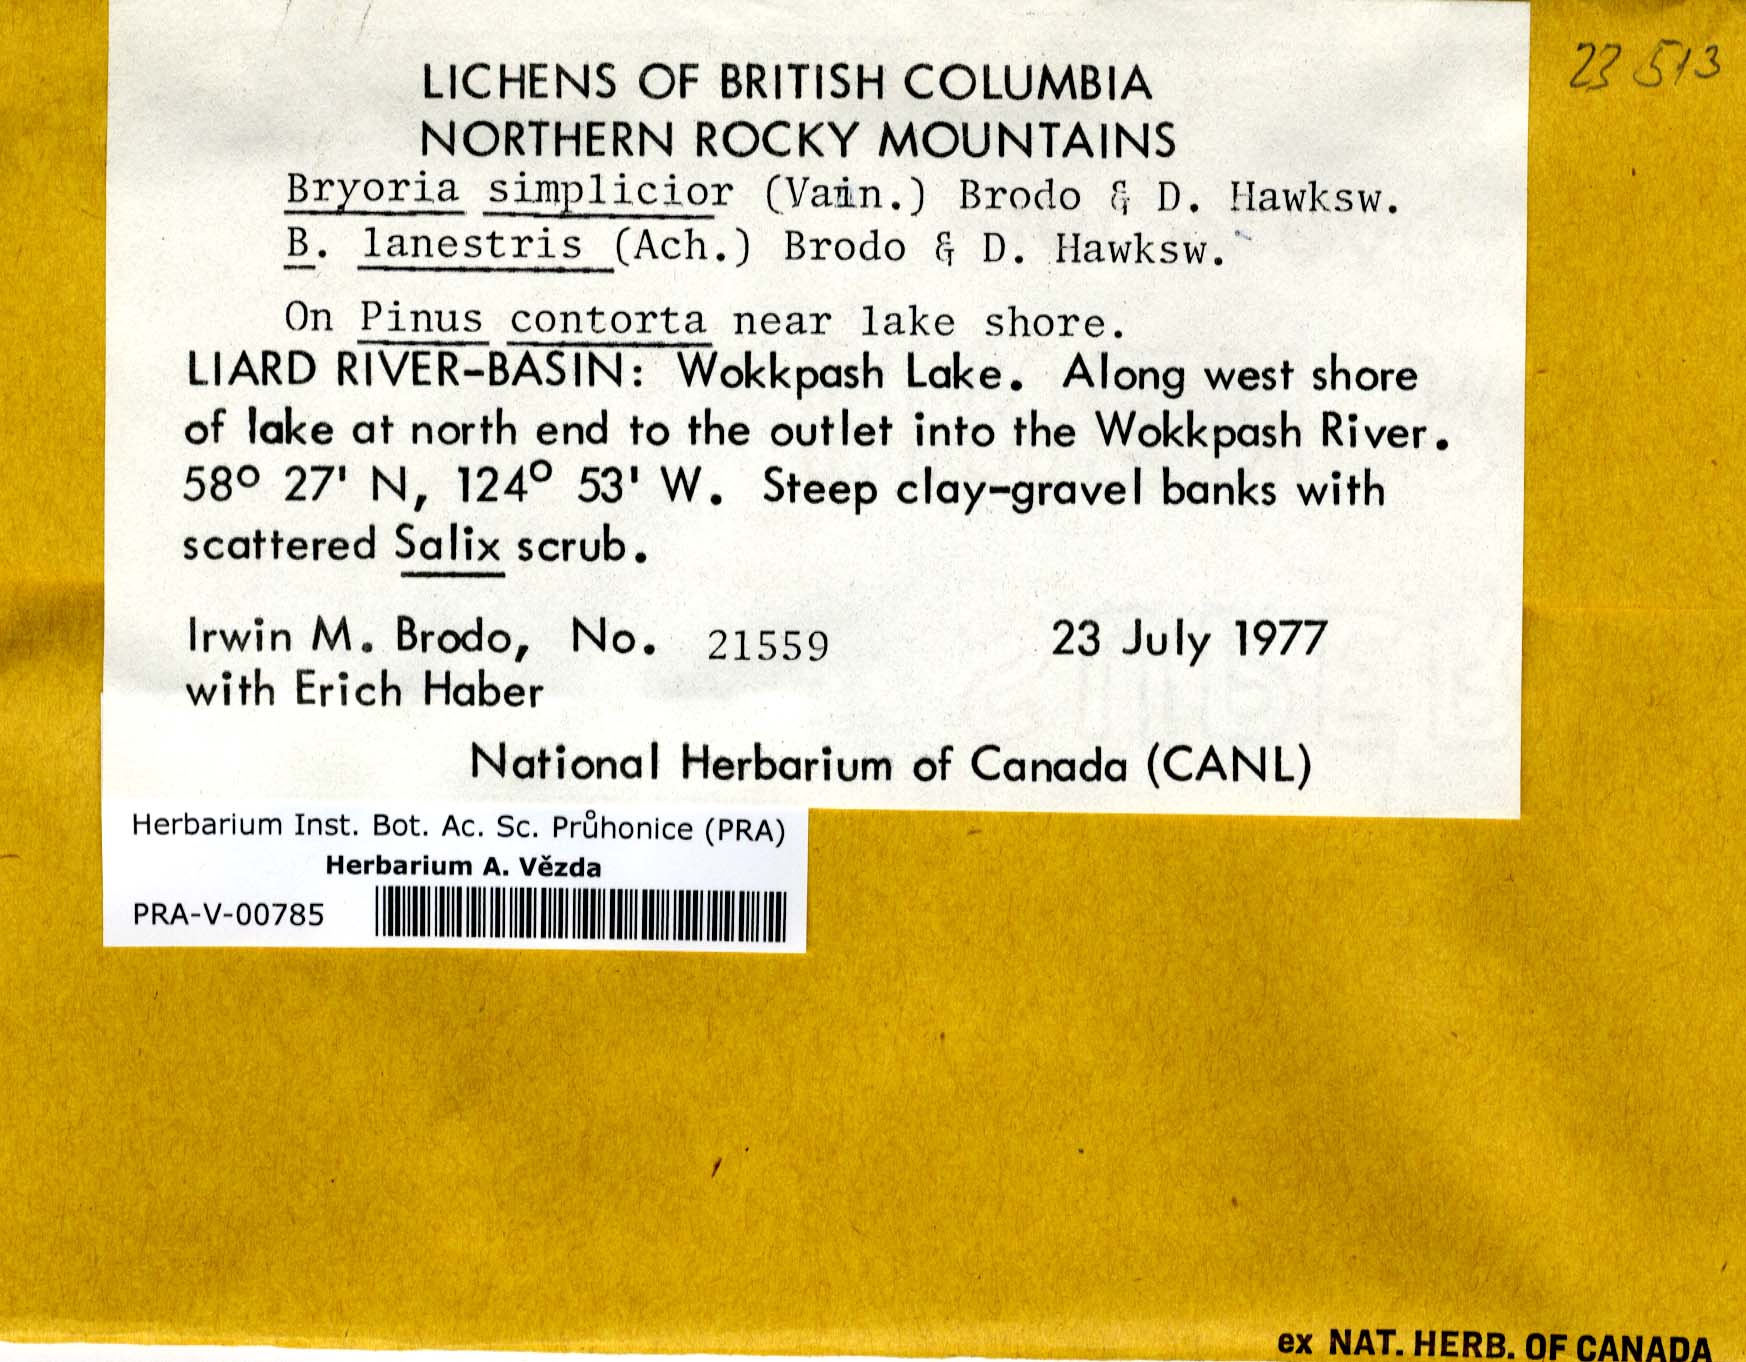 23 513
LICHENS OF BRITISH COLUMBIA
NORTHERN ROCKY MOUNTAINS
Bryoria simplicior (Vain.) Brodo & D. Hawksw.
B. lanestris (Ach.) Brodo & D. Hawksw.
On Pinus contorta near lake shore.
LIARD RIVER-BASIN: Wokkpash Lake. Along west shore
of lake at north end to the outlet into the Wokkpash River.
58° 27' N, 124° 53' W. Steep clay-gravel banks with
scattered Salix scrub.
Irwin M. Brodo, No. 21559 23 July 1977
with Erich Haber
National Herbarium of Canada (CANL)
Herbarium Inst. Bot. Ac. Sc. Průhonice (PRA)
Herbarium A. Vězda
PRA-V-00785
ex NAT. HERB. OF CANADA